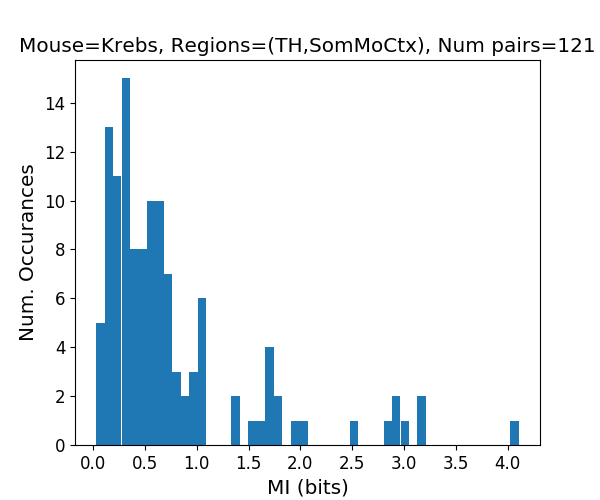 Mouse=Krebs, Regions=(TH,SomMoCtx), Num pairs=121
Num. Occurances
14
12
10
8
6
4
2
0
0.0 0.5 1.0 1.5 2.0 2.5 3.0 3.5 4.0
MI (bits)